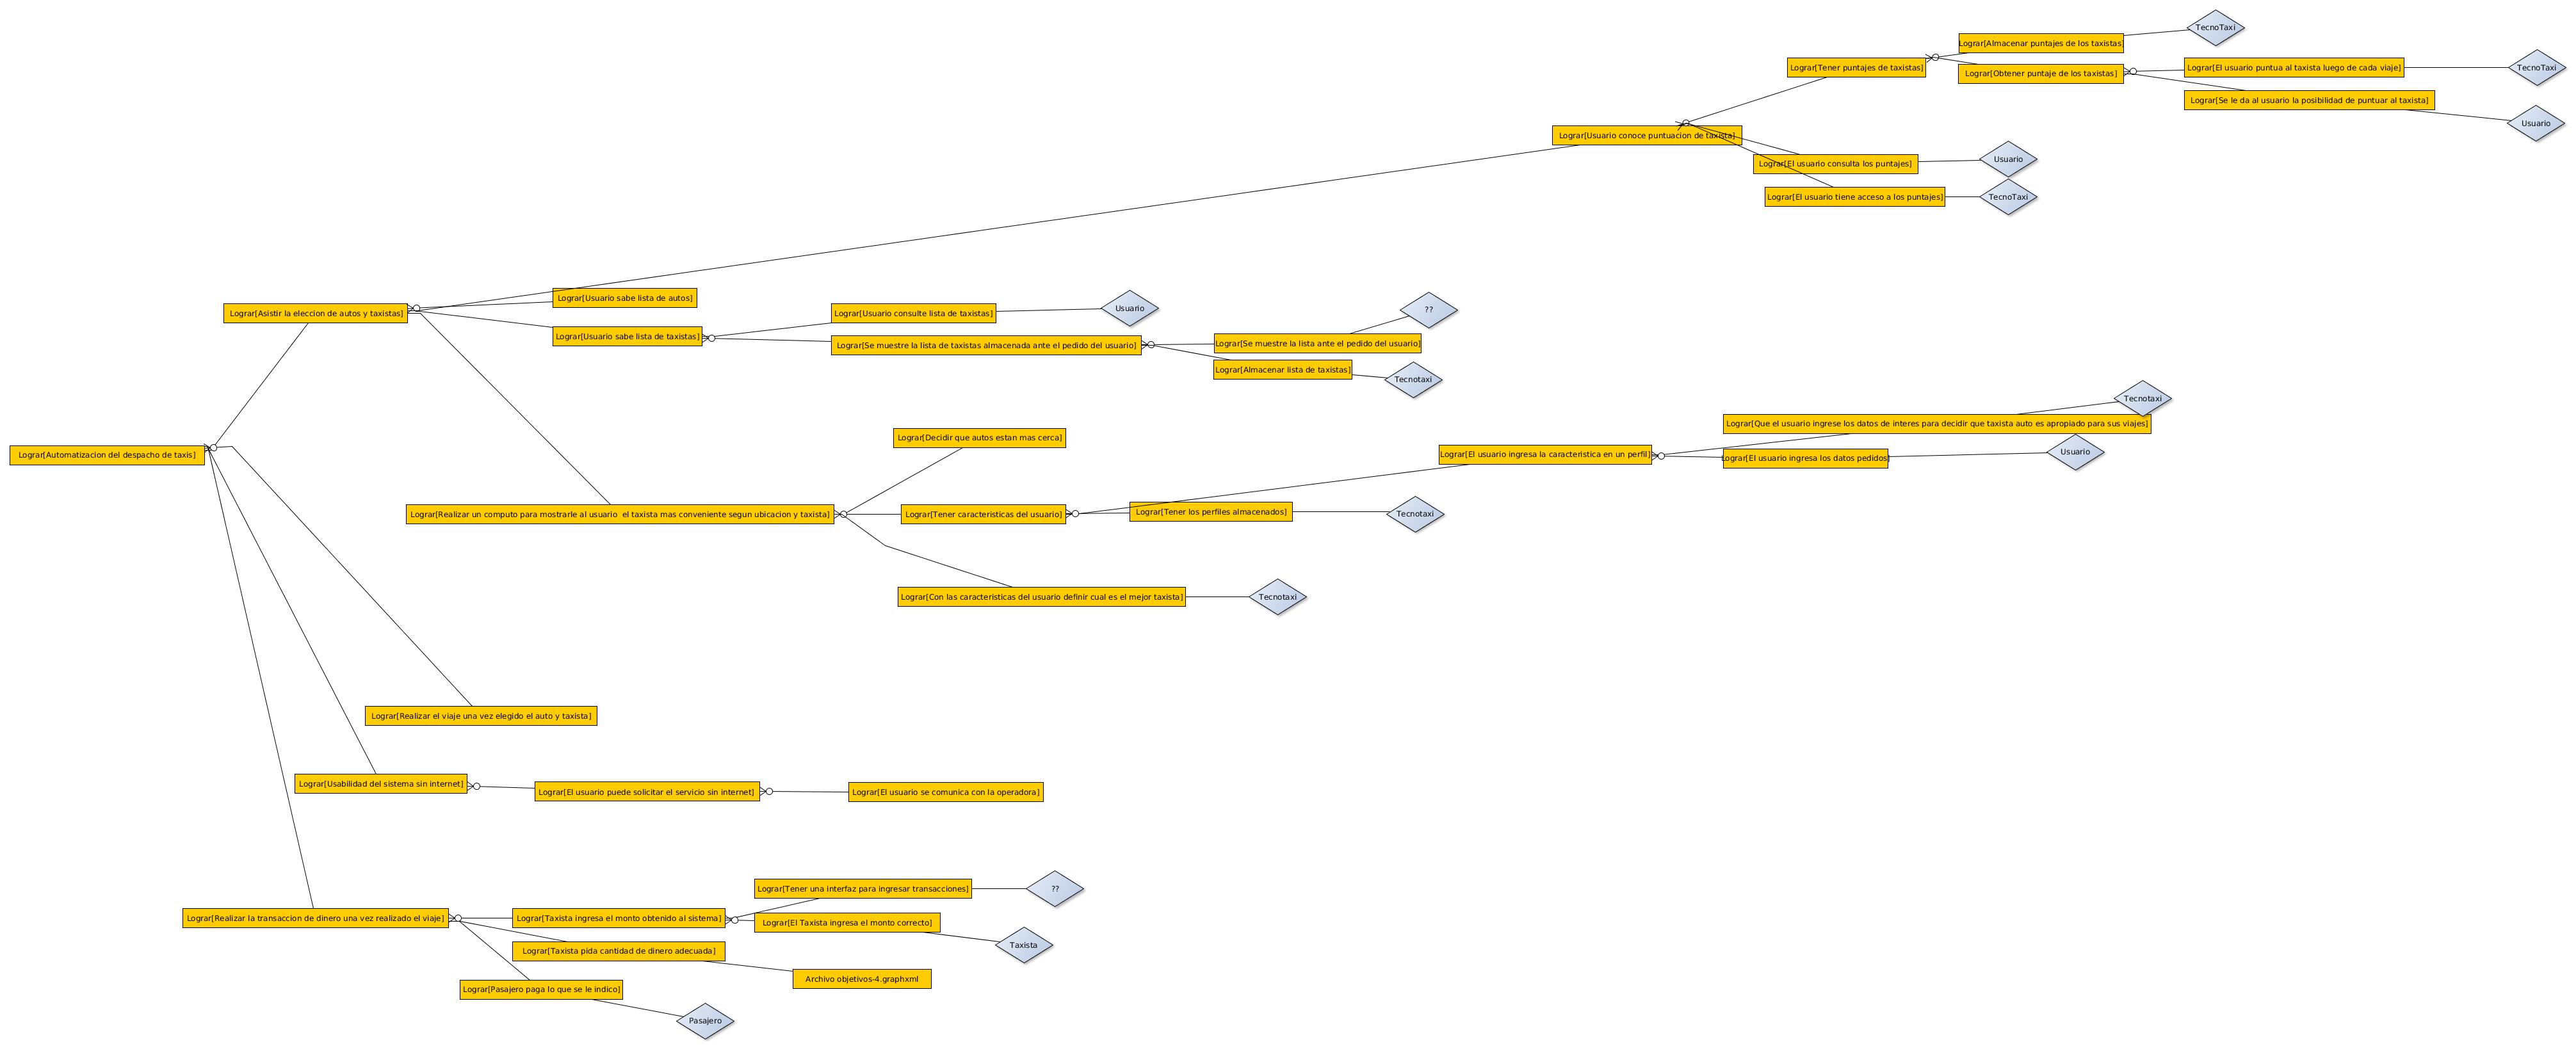 TecnoTaxi
Lograr[Almacenar puntajes de los taxistas]
Lograr[Tener puntajes de taxistas]
Lograr[Obtener puntaje de los taxistas]
Lograr[El usuario puntua al taxista luego de cada viaje]
TecnoTaxi
Lograr[Se le da al usuario la posibilidad de puntuar al taxista]
Usuario
Lograr[Usuario conoce puntuacion de taxista]
Lograr[El usuario consulta los puntajes]
Usuario
Lograr[El usuario tiene acceso a los puntajes]
TecnoTaxi
Lograr[Asistir la eleccion de autos y taxistas]
Lograr[Usuario sabe lista de autos]
Lograr[Usuario sabe lista de taxistas]
Lograr[Usuario consulte lista de taxistas]
Usuario
Lograr[Se muestre la lista de taxistas almacenada ante el pedido del usuario]
??
Lograr[Se muestre la lista ante el pedido del usuario]
Lograr[Almacenar lista de taxistas]
Tecnotaxi
Lograr[Automatizacion del despacho de taxis]
Lograr[Decidir que autos estan mas cerca]
Tecnotaxi
Lograr[Que el usuario ingrese los datos de interes para decidir que taxista auto es apropiado para sus viajes]
Lograr[El usuario ingresa la caracteristica en un perfil]
Lograr[El usuario ingresa los datos pedidos]
Usuario
Lograr[Realizar un computo para mostrarle al usuario  el taxista mas conveniente segun ubicacion y taxista]
Lograr[Tener caracteristicas del usuario]
Lograr[Tener los perfiles almacenados]
Tecnotaxi
Lograr[Con las caracteristicas del usuario definir cual es el mejor taxista]
Tecnotaxi
Lograr[Realizar el viaje una vez elegido el auto y taxista]
Lograr[Usabilidad del sistema sin internet]
Lograr[El usuario puede solicitar el servicio sin internet]
Lograr[El usuario se comunica con la operadora]
Lograr[Tener una interfaz para ingresar transacciones]
??
Lograr[Realizar la transaccion de dinero una vez realizado el viaje]
Lograr[Taxista ingresa el monto obtenido al sistema]
Lograr[El Taxista ingresa el monto correcto]
Taxista
Lograr[Taxista pida cantidad de dinero adecuada]
Archivo objetivos-4.graphxml
Lograr[Pasajero paga lo que se le indico]
Pasajero